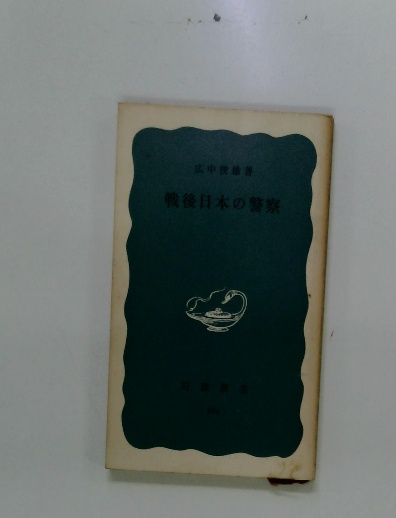 広中俊雄著
戦後日本の警察
岩波新書